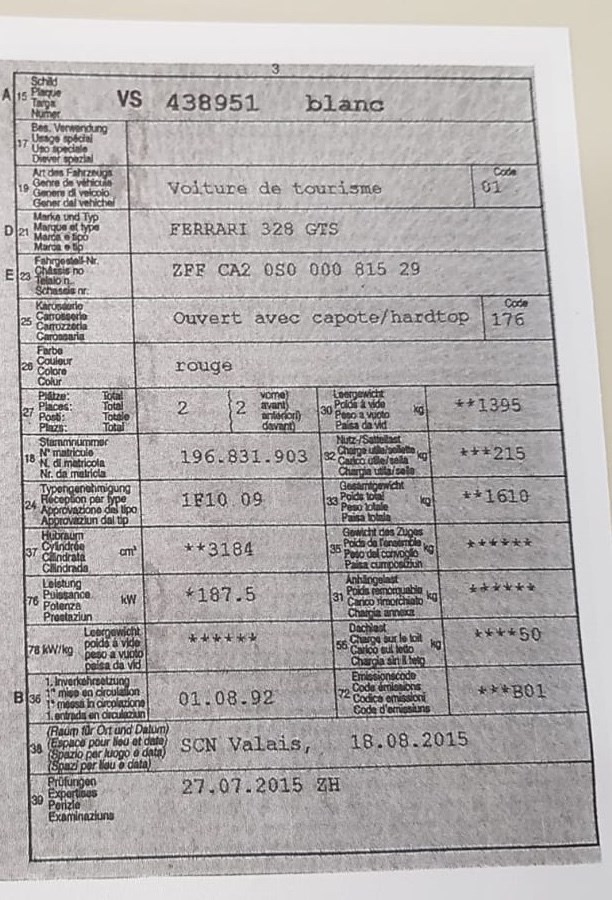 3
A 15 Schild
Plaque
Targa
Numer
VS 438951 blanc
17 Bes. Verwendung
Usage spécial
Uso speciale
Diever spezial
19 Art des Fahrzeugs
Genre de véhicule
Genere di veicolo
Gener dal vehichel
Voiture de tourisme
Code
01
D 21 Marke und Typ
Marque et type
Marca e tipo
Marca e tip
FERRARI 328 GTS
E 23 Fahrgestell-Nr.
Châssis no
Telaio n.
Schassis nr.
ZFF CA2 0S0 000 815 29
25 Karosserie
Carrosserie
Carrozzeria
Carossaria
Ouvert avec capote/hardtop
Code
176
26 Farbe
Couleur
Colore
Colur
rouge
27 Plätze: Total
Places: Total
Posti: Totale
Plazs: Total
2 {2 vorne)
avant)
anteriori)
davant)
30 Leergewicht
Poids à vide
Peso a vuoto
Paisa da vid
kg **1395
18 Stammnummer
N° matricule
N. di matricola
Nr. da matricla
196.831.903
32 Nutz-/Sattellast
Charge utile/sellette
Carico utile/sella
Chargia utila/sella
kg ***215
24 Typengenehmigung
Réception par type
Approvazione del tipo
Approvaziun dal tip
1F10 09
33 Gesamtgewicht
Poids total
Peso totale
Paisa totala
kg **1610
37 Hubraum
Cylindrée
Cilindrata
Cilindrada
cm³ **3184
35 Gewicht des Zuges
Poids de l'ensemble
Peso del convoglio
Paisa cumposiziun
kg ******
76 Leistung
Puissance
Potenza
Prestaziun
kW *187.5
31 Anhängelast
Poids remorquable
Carico rimorchiato
Chargia annexa
kg ******
78 kW/kg Leergewicht
poids à vide
peso a vuoto
paisa da vid
******
55 Dachlast
Charge sur le toit
Carico sul tetto
Chargia sin il tetg
kg ****50
B 36 1. Inverkehrsetzung
1re mise en circulation
1a messa in circolazione
1. entrada en circulaziun
01.08.92
72 Emissionscode
Code émissions
Codice emissioni
Code d'emissiuns
***B01
38 (Raum für Ort und Datum)
(Espace pour lieu et date)
(Spazio per luogo e data)
(Spazi per lieu e data)
SCN Valais, 18.08.2015
39 Prüfungen
Expertises
Perizie
Examinaziuns
27.07.2015 ZH